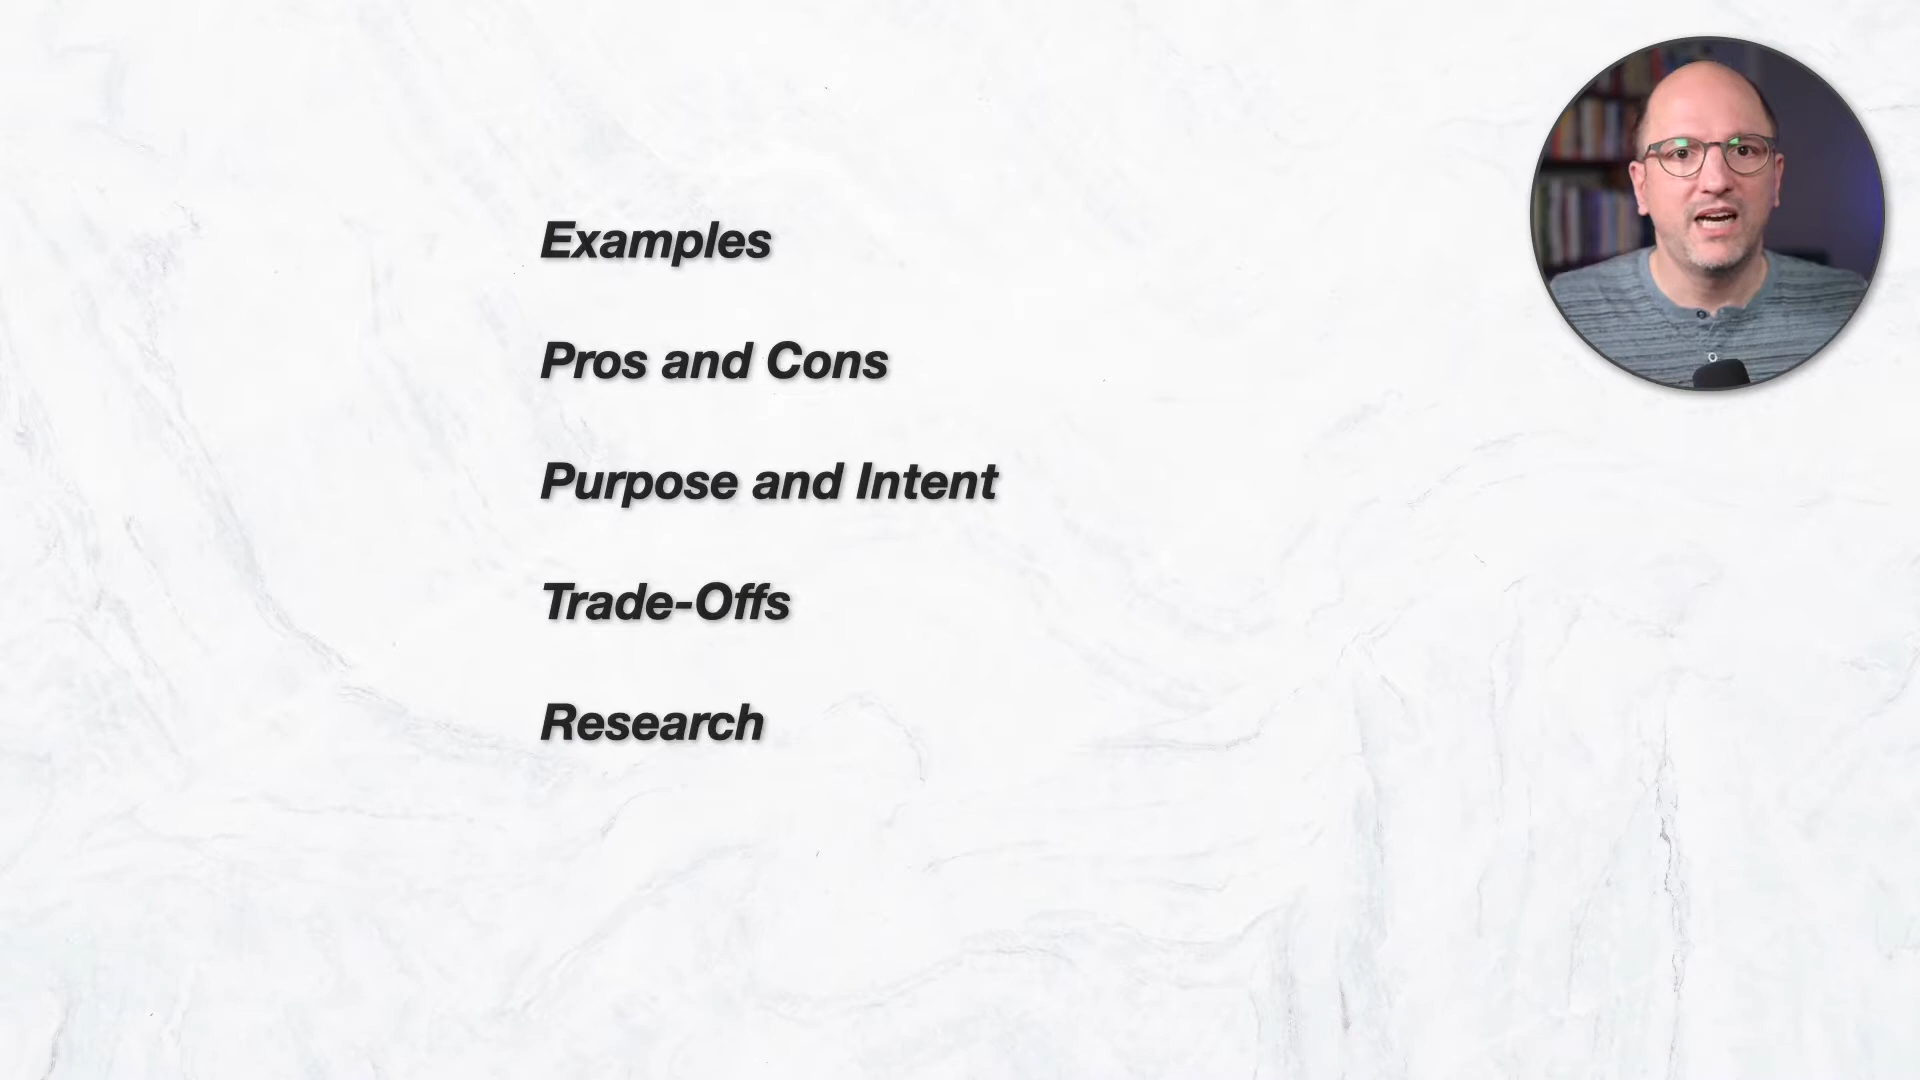 Examples
Pros and Cons
Purpose and Intent
Trade-Offs
Research